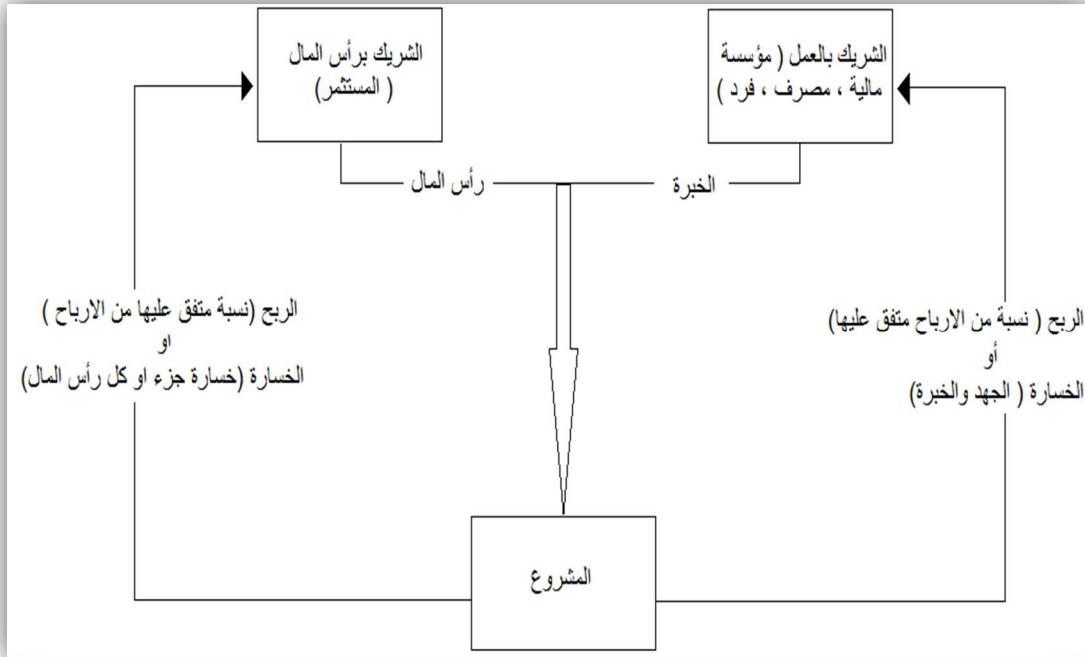 الشريك بالعمل ( مؤسسة
مالية ، مصرف ، فرد )
الشريك برأس المال
( المستثمر)
الخبرة
رأس المال
الربح ( نسبة من الارباح متفق عليها)
أو
الخسارة ( الجهد والخبرة)
الربح (نسبة متفق عليها من الارباح )
او
الخسارة (خسارة جزء او كل رأس المال)
المشروع